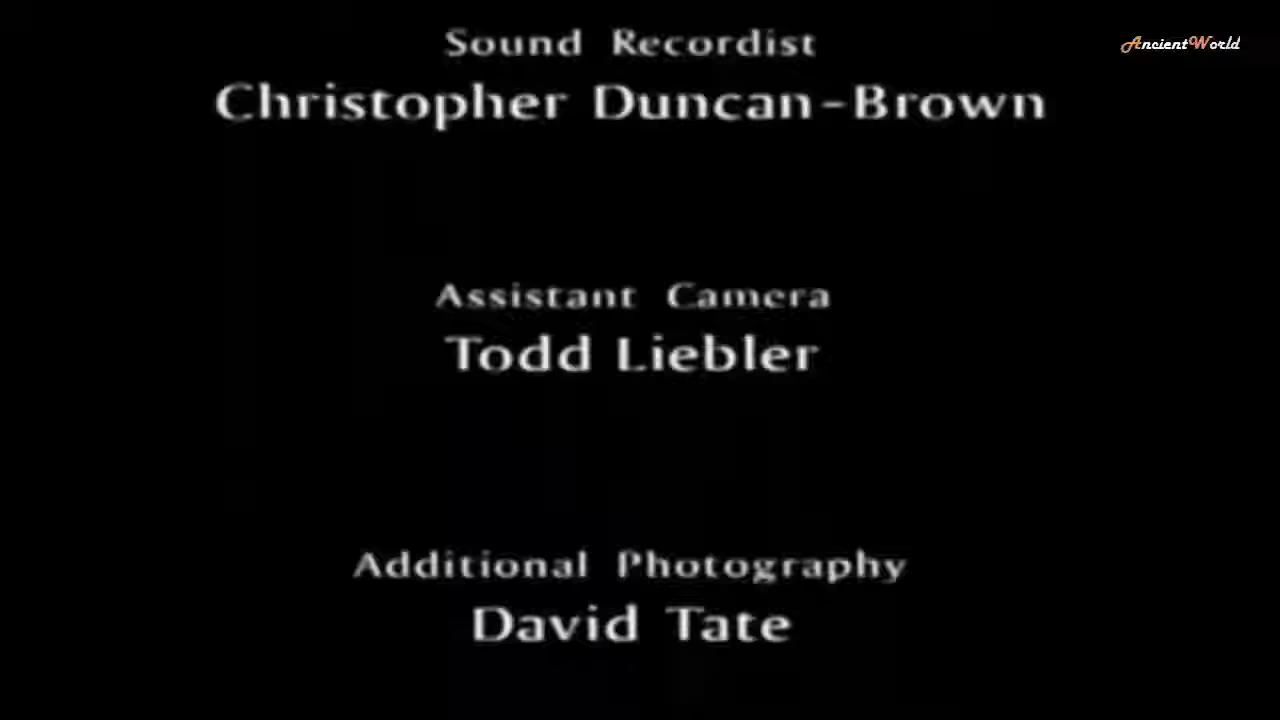 AncientWorld
Sound Recordist
Christopher Duncan-Brown
Assistant Camera
Todd Liebler
Additional Photography
David Tate